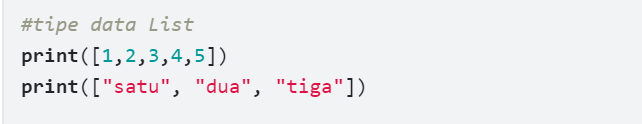 #tipe data List
print([1,2,3,4,5])
print(["satu", "dua", "tiga"])